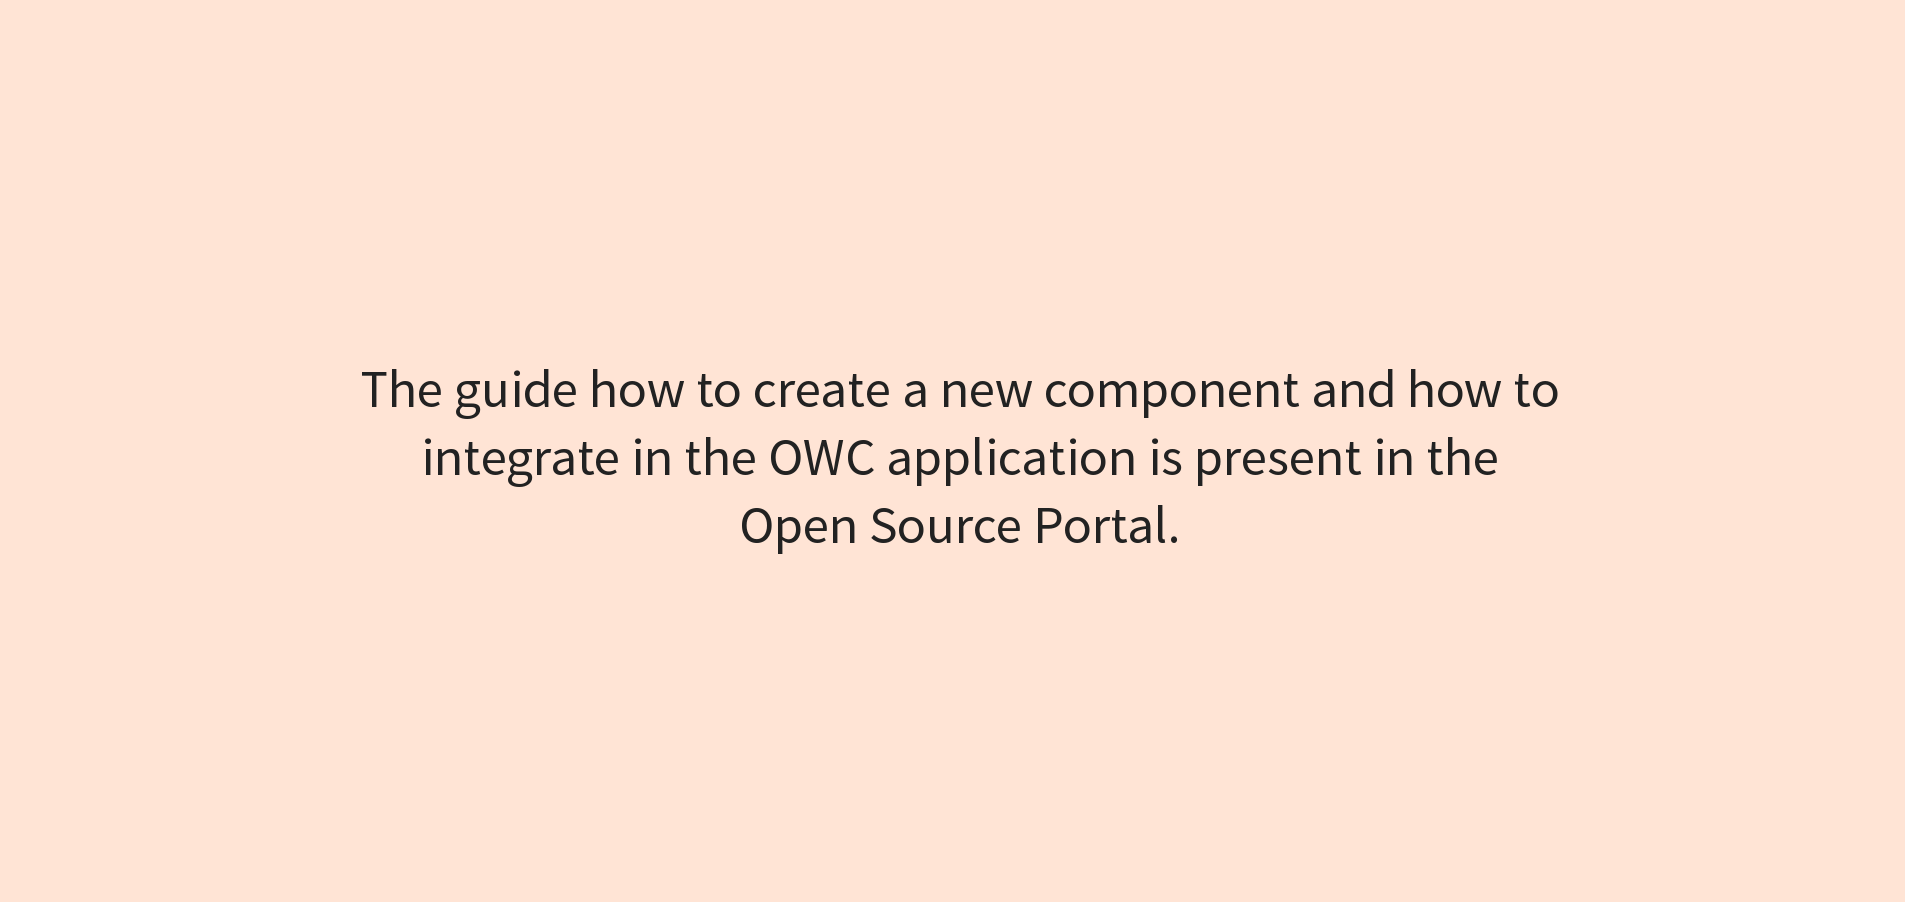 The guide how to create a new component and how to
integrate in the OWC application is present in the
Open Source Portal.